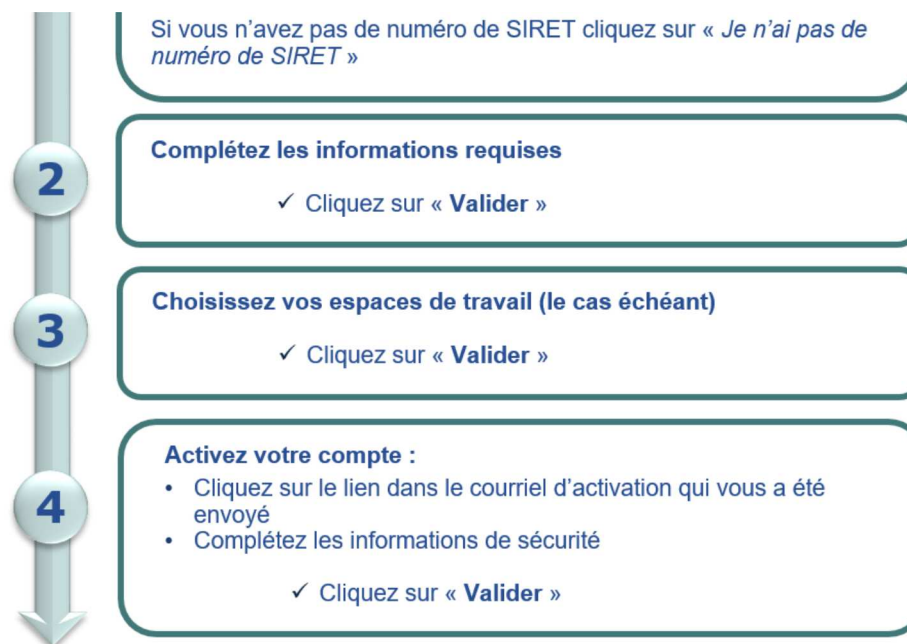 Si vous n’avez pas de numéro de SIRET cliquez sur « Je n’ai pas de
numéro de SIRET »
2
Complétez les informations requises
✓ Cliquez sur « Valider »
3
Choisissez vos espaces de travail (le cas échéant)
✓ Cliquez sur « Valider »
4
Activez votre compte :
• Cliquez sur le lien dans le courriel d’activation qui vous a été
envoyé
• Complétez les informations de sécurité
✓ Cliquez sur « Valider »